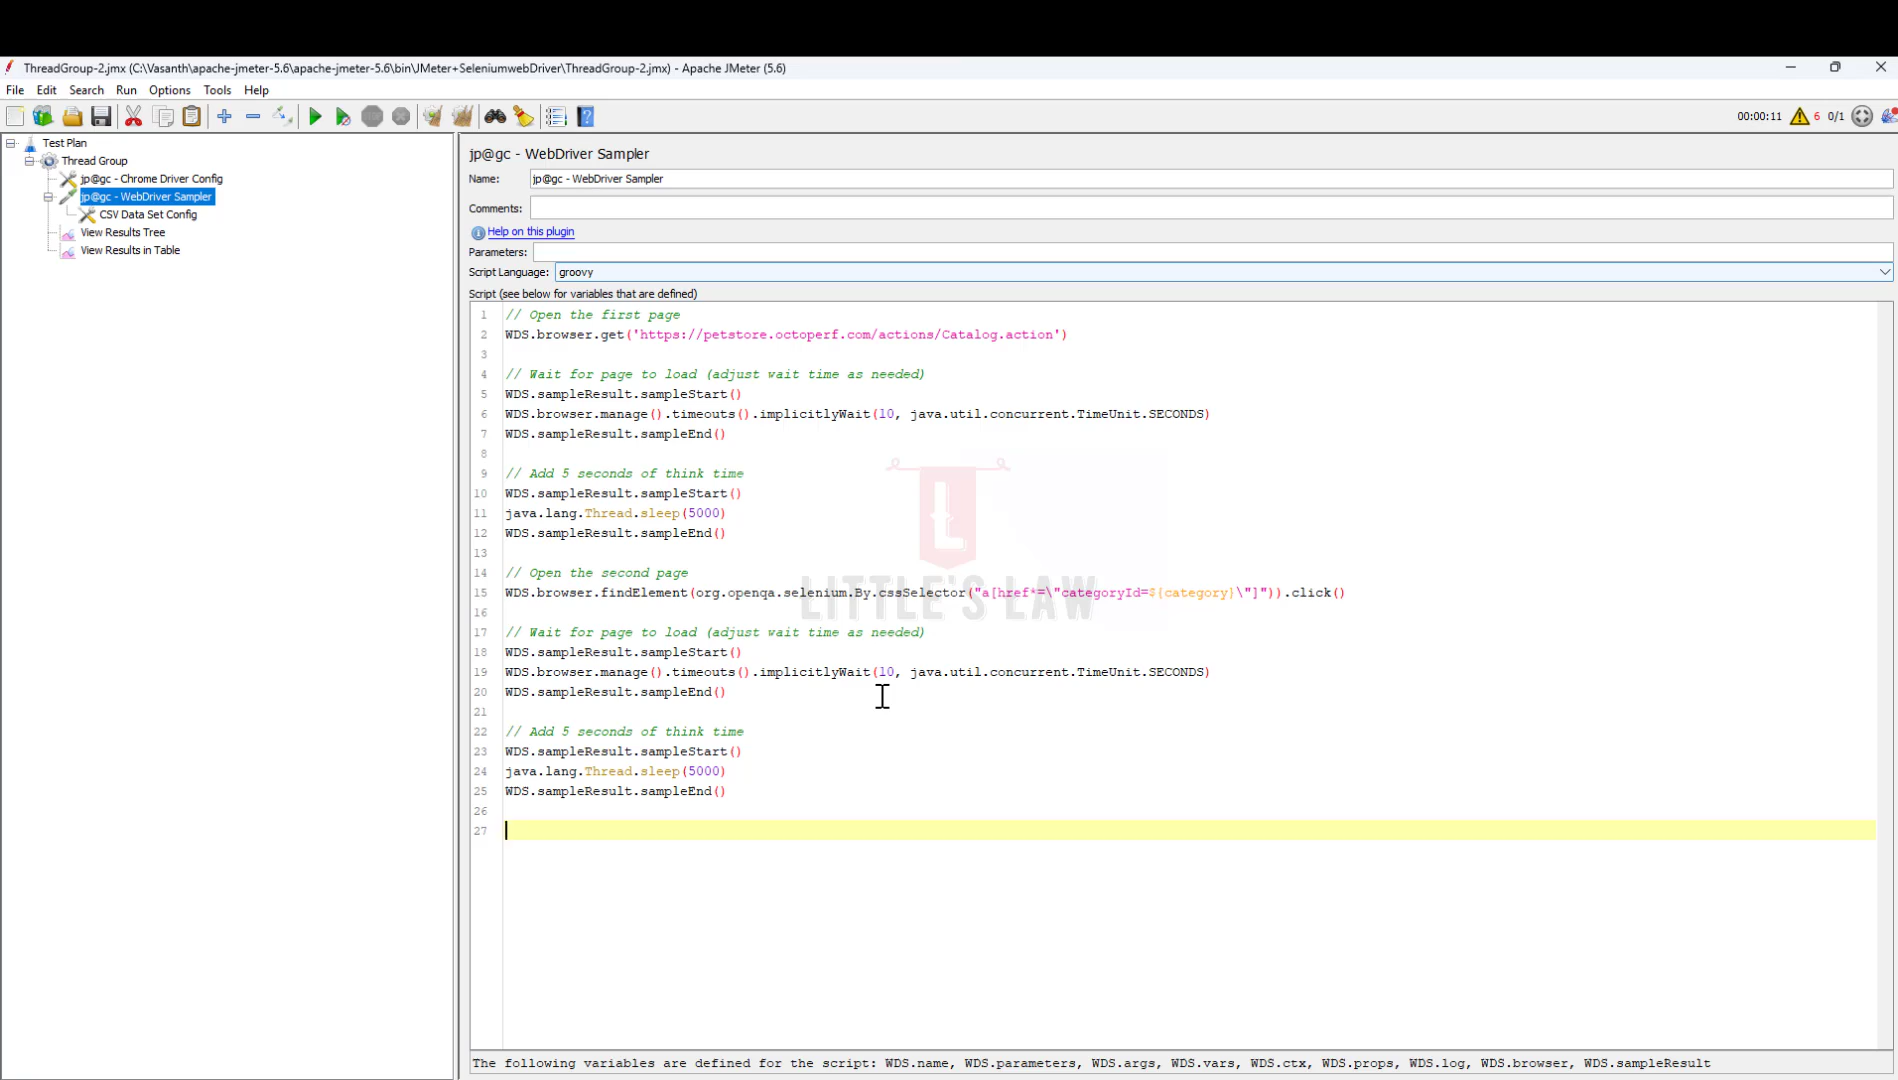 ThreadGroup-2.jmx (C:\Vasanth\apache-jmeter-5.6\apache-jmeter-5.6\bin\JMeter+SeleniumwebDriver\ThreadGroup-2.jmx) - Apache JMeter (5.6)
File Edit Search Run Options Tools Help
00:00:11 6 0/1
Test Plan
Thread Group
jp@gc - Chrome Driver Config
jp@gc - WebDriver Sampler
CSV Data Set Config
View Results Tree
View Results in Table
jp@gc - WebDriver Sampler
Name: jp@gc - WebDriver Sampler
Comments:
Help on this plugin
Parameters:
Script Language: groovy
Script (see below for variables that are defined)
1 // Open the first page
2 WDS.browser.get('https://petstore.octoperf.com/actions/Catalog.action')
3
4 // Wait for page to load (adjust wait time as needed)
5 WDS.sampleResult.sampleStart()
6 WDS.browser.manage().timeouts().implicitlyWait(10, java.util.concurrent.TimeUnit.SECONDS)
7 WDS.sampleResult.sampleEnd()
8
9 // Add 5 seconds of think time
10 WDS.sampleResult.sampleStart()
11 java.lang.Thread.sleep(5000)
12 WDS.sampleResult.sampleEnd()
13
14 // Open the second page
15 WDS.browser.findElement(org.openqa.selenium.By.cssSelector("a[href*=\"categoryId=${category}\"]")).click()
LITTLE'S LAW
16
17 // Wait for page to load (adjust wait time as needed)
18 WDS.sampleResult.sampleStart()
19 WDS.browser.manage().timeouts().implicitlyWait(10, java.util.concurrent.TimeUnit.SECONDS)
20 WDS.sampleResult.sampleEnd()
21
22 // Add 5 seconds of think time
23 WDS.sampleResult.sampleStart()
24 java.lang.Thread.sleep(5000)
25 WDS.sampleResult.sampleEnd()
26
27
The following variables are defined for the script: WDS.name, WDS.parameters, WDS.args, WDS.vars, WDS.ctx, WDS.props, WDS.log, WDS.browser, WDS.sampleResult